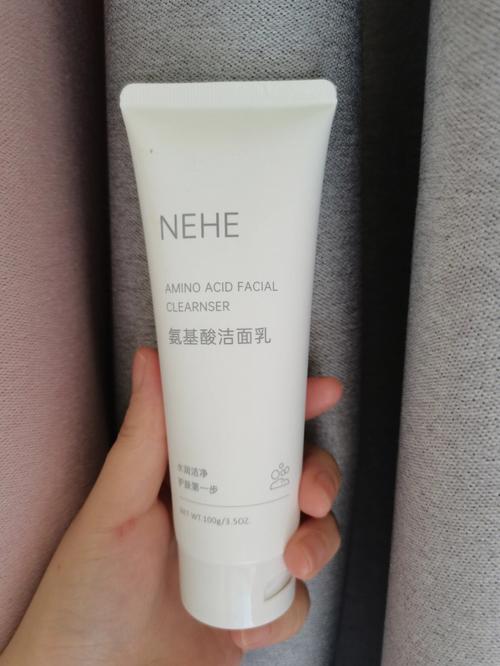 NEHE
AMINO ACID FACIAL
CLEARNSER
氨基酸洁面乳
水润洁净
护肤第一步
NET WT.100g/3.5OZ.